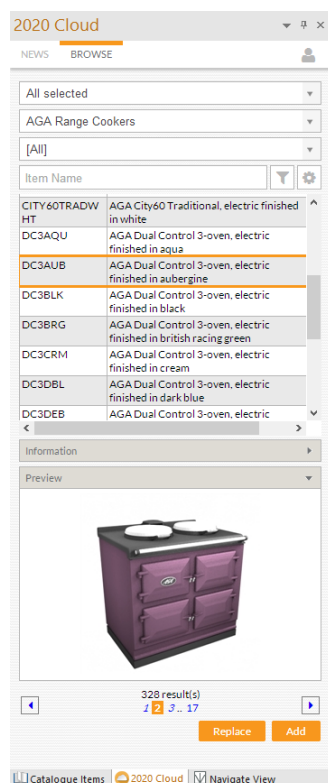 2020 Cloud
NEWS BROWSE
All selected
AGA Range Cookers
[All]
Item Name
CITY60TRADW AGA City60 Traditional, electric finished
HT in white
DC3AQU AGA Dual Control 3-oven, electric
finished in aqua
DC3AUB AGA Dual Control 3-oven, electric
finished in aubergine
DC3BLK AGA Dual Control 3-oven, electric
finished in black
DC3BRG AGA Dual Control 3-oven, electric
finished in british racing green
DC3CRM AGA Dual Control 3-oven, electric
finished in cream
DC3DBL AGA Dual Control 3-oven, electric
finished in dark blue
DC3DEB AGA Dual Control 3-oven, electric
Information
Preview
AGA
328 result(s)
1 2 3 .. 17
Replace Add
Catalogue Items 2020 Cloud Navigate View